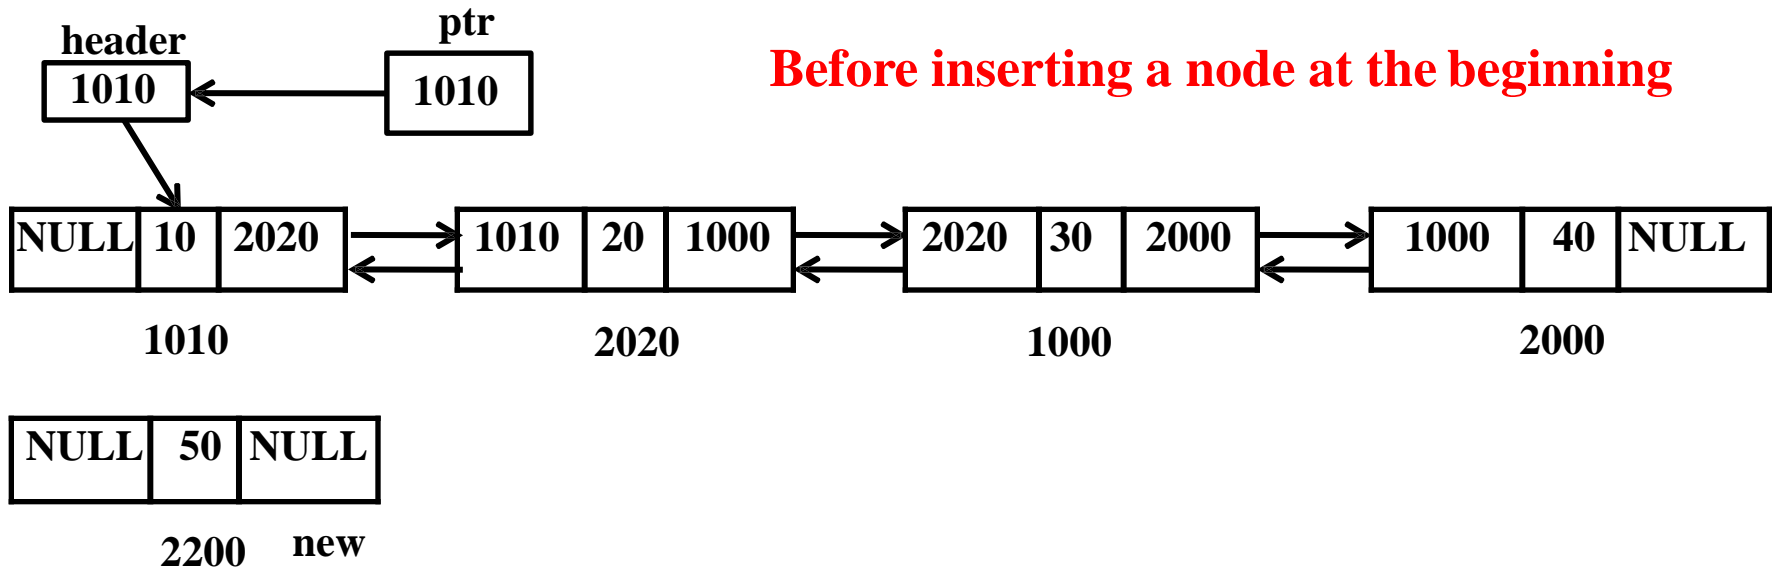 header
ptr
Before inserting a node at the beginning
1010
1010
NULL 10 2020 1010 20 1000 2020 30 2000 1000 40 NULL
1010 2020 1000 2000
NULL 50 NULL
2200 new